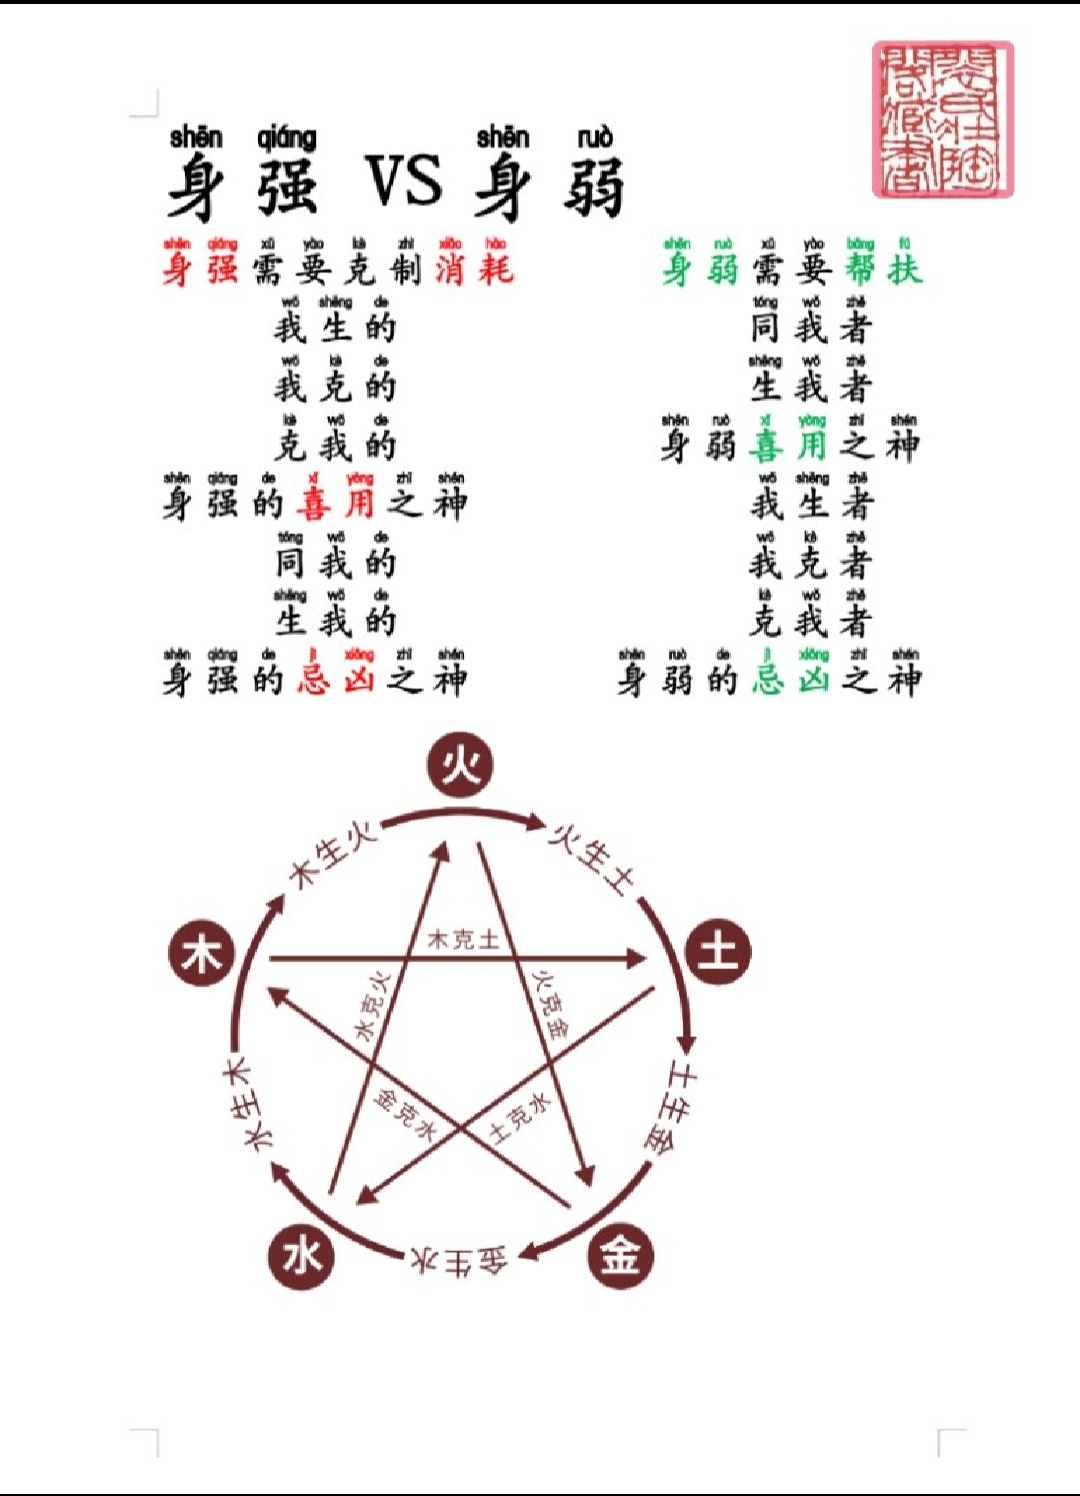 shēn qiáng shēn ruò
身强 VS 身弱
shēn qiáng xū yào kè zhì xiāo hào
身强需要克制消耗
wǒ shēng de
我生的
wǒ kè de
我克的
kè wǒ de
克我的
shēn qiáng de xǐ yòng zhī shén
身强的喜用之神
tóng wǒ de
同我的
shēng wǒ de
生我的
shēn qiáng de jì xiōng zhī shén
身强的忌凶之神
shēn ruò xū yào bāng fú
身弱需要帮扶
tóng wǒ zhě
同我者
shēng wǒ zhě
生我者
shēn ruò xǐ yòng zhī shén
身弱喜用之神
wǒ shēng zhě
我生者
wǒ kè zhě
我克者
kè wǒ zhě
克我者
shēn ruò de jì xiōng zhī shén
身弱的忌凶之神
火
木生火
火生土
木
土
木克土
水克火
火克金
金克水
土克水
水生木
土生金
水
金
金生水